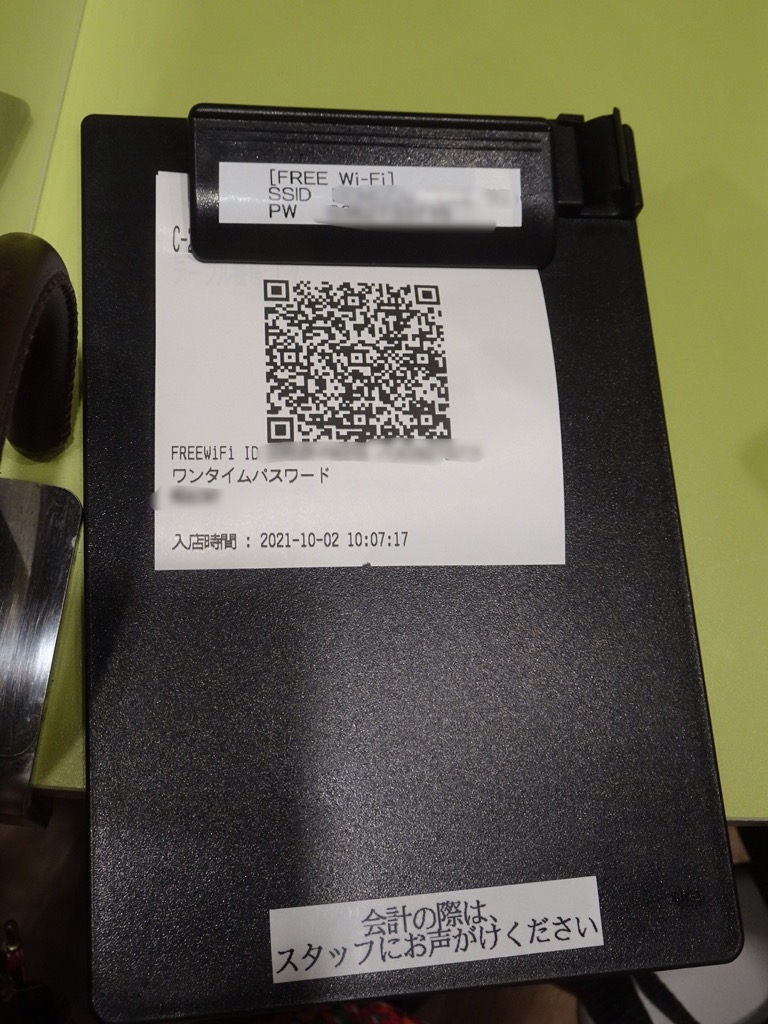 [FREE Wi-Fi]
SSID
PW
FREEWiFi ID
ワンタイムパスワード
入店時間 : 2021-10-02 10:07:17
会計の際は、
スタッフにお声がけください